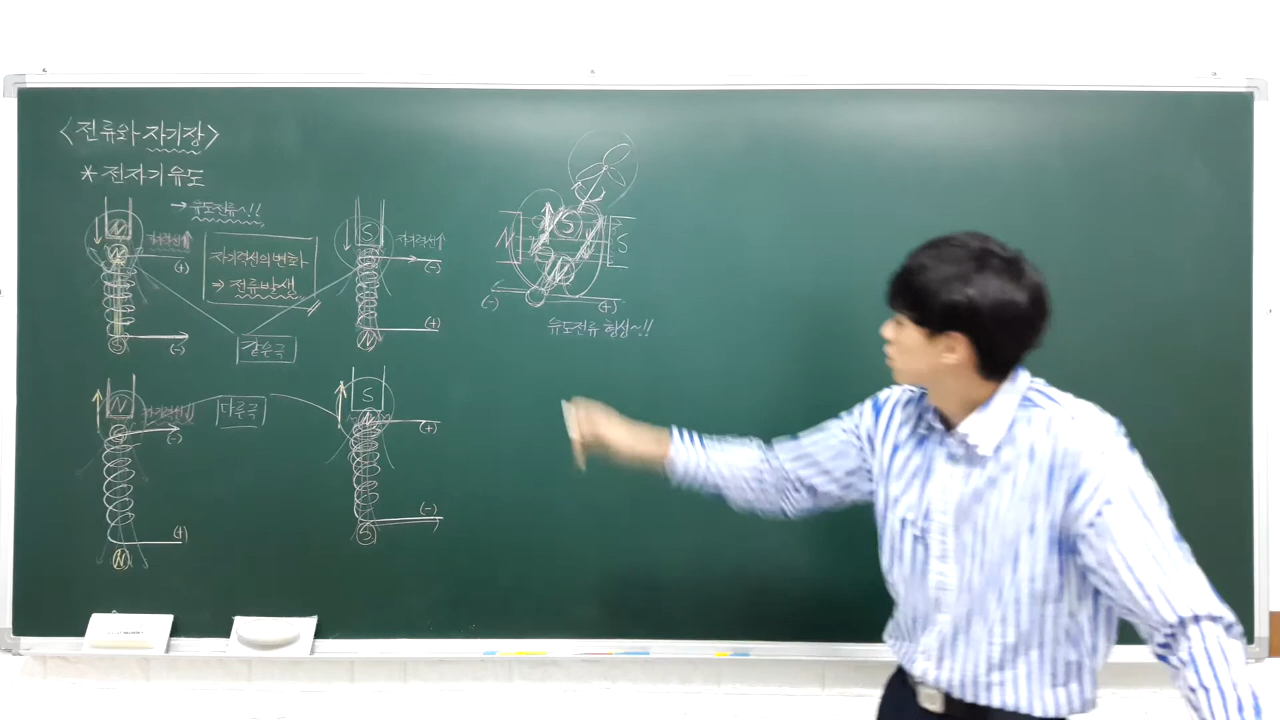 <전류와 자기장>
* 전자기유도
→ 유도전류~!!
N
N
자기력선↑
(+)
S
(-)
자기력선의 변화
→ 전류발생
S
자기력선↑
(-)
(+)
N
같은극
N
자기력선↓
S
(-)
(+)
N
다른극
S
N
(+)
(-)
S
N
S
S
N
(-)
(+)
유도전류 형성~!!